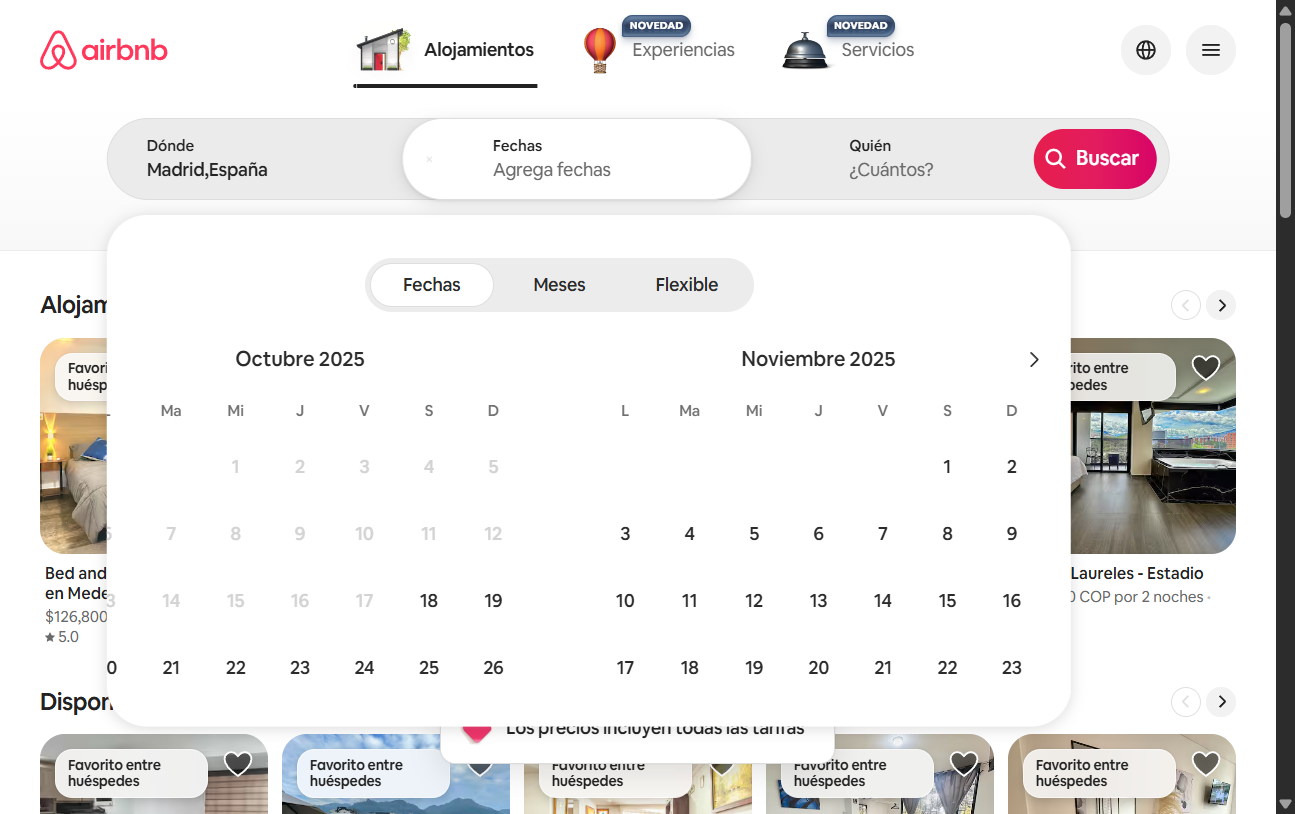 airbnb
Alojamientos
NOVEDAD
Experiencias
NOVEDAD
Servicios
Dónde
Madrid,España
Fechas
Agrega fechas
Quién
¿Cuántos?
Buscar
Fechas
Meses
Flexible
Octubre 2025
Ma Mi J V S D
1 2 3 4 5
7 8 9 10 11 12
14 15 16 17 18 19
0 21 22 23 24 25 26
Noviembre 2025
L Ma Mi J V S D
1 2
3 4 5 6 7 8 9
10 11 12 13 14 15 16
17 18 19 20 21 22 23
Alojam
Favori
huésp
Bed and
en Mede
$126,800
5.0
rito entre
pedes
Laureles - Estadio
0 COP por 2 noches ·
Dispon
Los precios incluyen todas las tarifas
Favorito entre
huéspedes
Favorito entre
huéspedes
Favorito entre
huéspedes
Favorito entre
huéspedes
Favorito entre
huéspedes